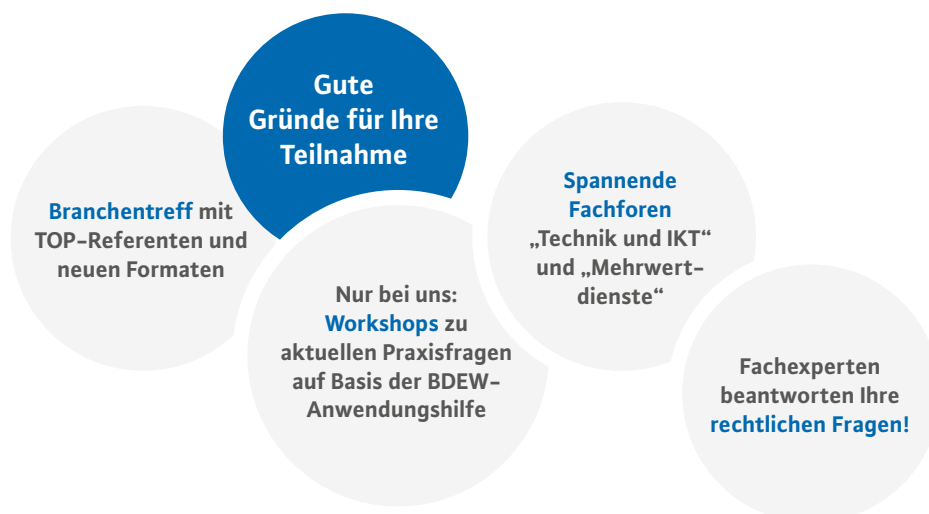 Gute
Gründe für Ihre
Teilnahme
Branchentreff mit
TOP-Referenten und
neuen Formaten
Nur bei uns:
Workshops zu
aktuellen Praxisfragen
auf Basis der BDEW-
Anwendungshilfe
Spannende
Fachforen
„Technik und IKT“
und „Mehrwert-
dienste“
Fachexperten
beantworten Ihre
rechtlichen Fragen!